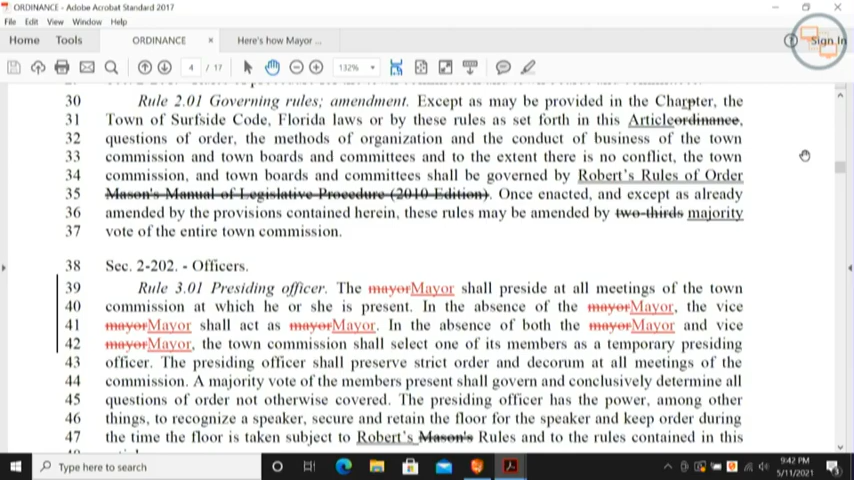 ORDINANCE - Adobe Acrobat Standard 2017
File Edit View Window Help
Home Tools ORDINANCE × Here's how Mayor ... Sign In
4 / 17 132%
30 Rule 2.01 Governing rules; amendment. Except as may be provided in the Charpter, the
31 Town of Surfside Code, Florida laws or by these rules as set forth in this Articleordinance,
32 questions of order, the methods of organization and the conduct of business of the town
33 commission and town boards and committees and to the extent there is no conflict, the town
34 commission, and town boards and committees shall be governed by Robert's Rules of Order
35 Mason's Manual of Legislative Procedure (2010 Edition). Once enacted, and except as already
36 amended by the provisions contained herein, these rules may be amended by two-thirds majority
37 vote of the entire town commission.
38 Sec. 2-202. - Officers.
39 Rule 3.01 Presiding officer. The mayorMayor shall preside at all meetings of the town
40 commission at which he or she is present. In the absence of the mayorMayor, the vice
41 mayorMayor shall act as mayorMayor. In the absence of both the mayorMayor and vice
42 mayorMayor, the town commission shall select one of its members as a temporary presiding
43 officer. The presiding officer shall preserve strict order and decorum at all meetings of the
44 commission. A majority vote of the members present shall govern and conclusively determine all
45 questions of order not otherwise covered. The presiding officer has the power, among other
46 things, to recognize a speaker, secure and retain the floor for the speaker and keep order during
47 the time the floor is taken subject to Robert's Mason's Rules and to the rules contained in this
Type here to search
9:42 PM
5/11/2021